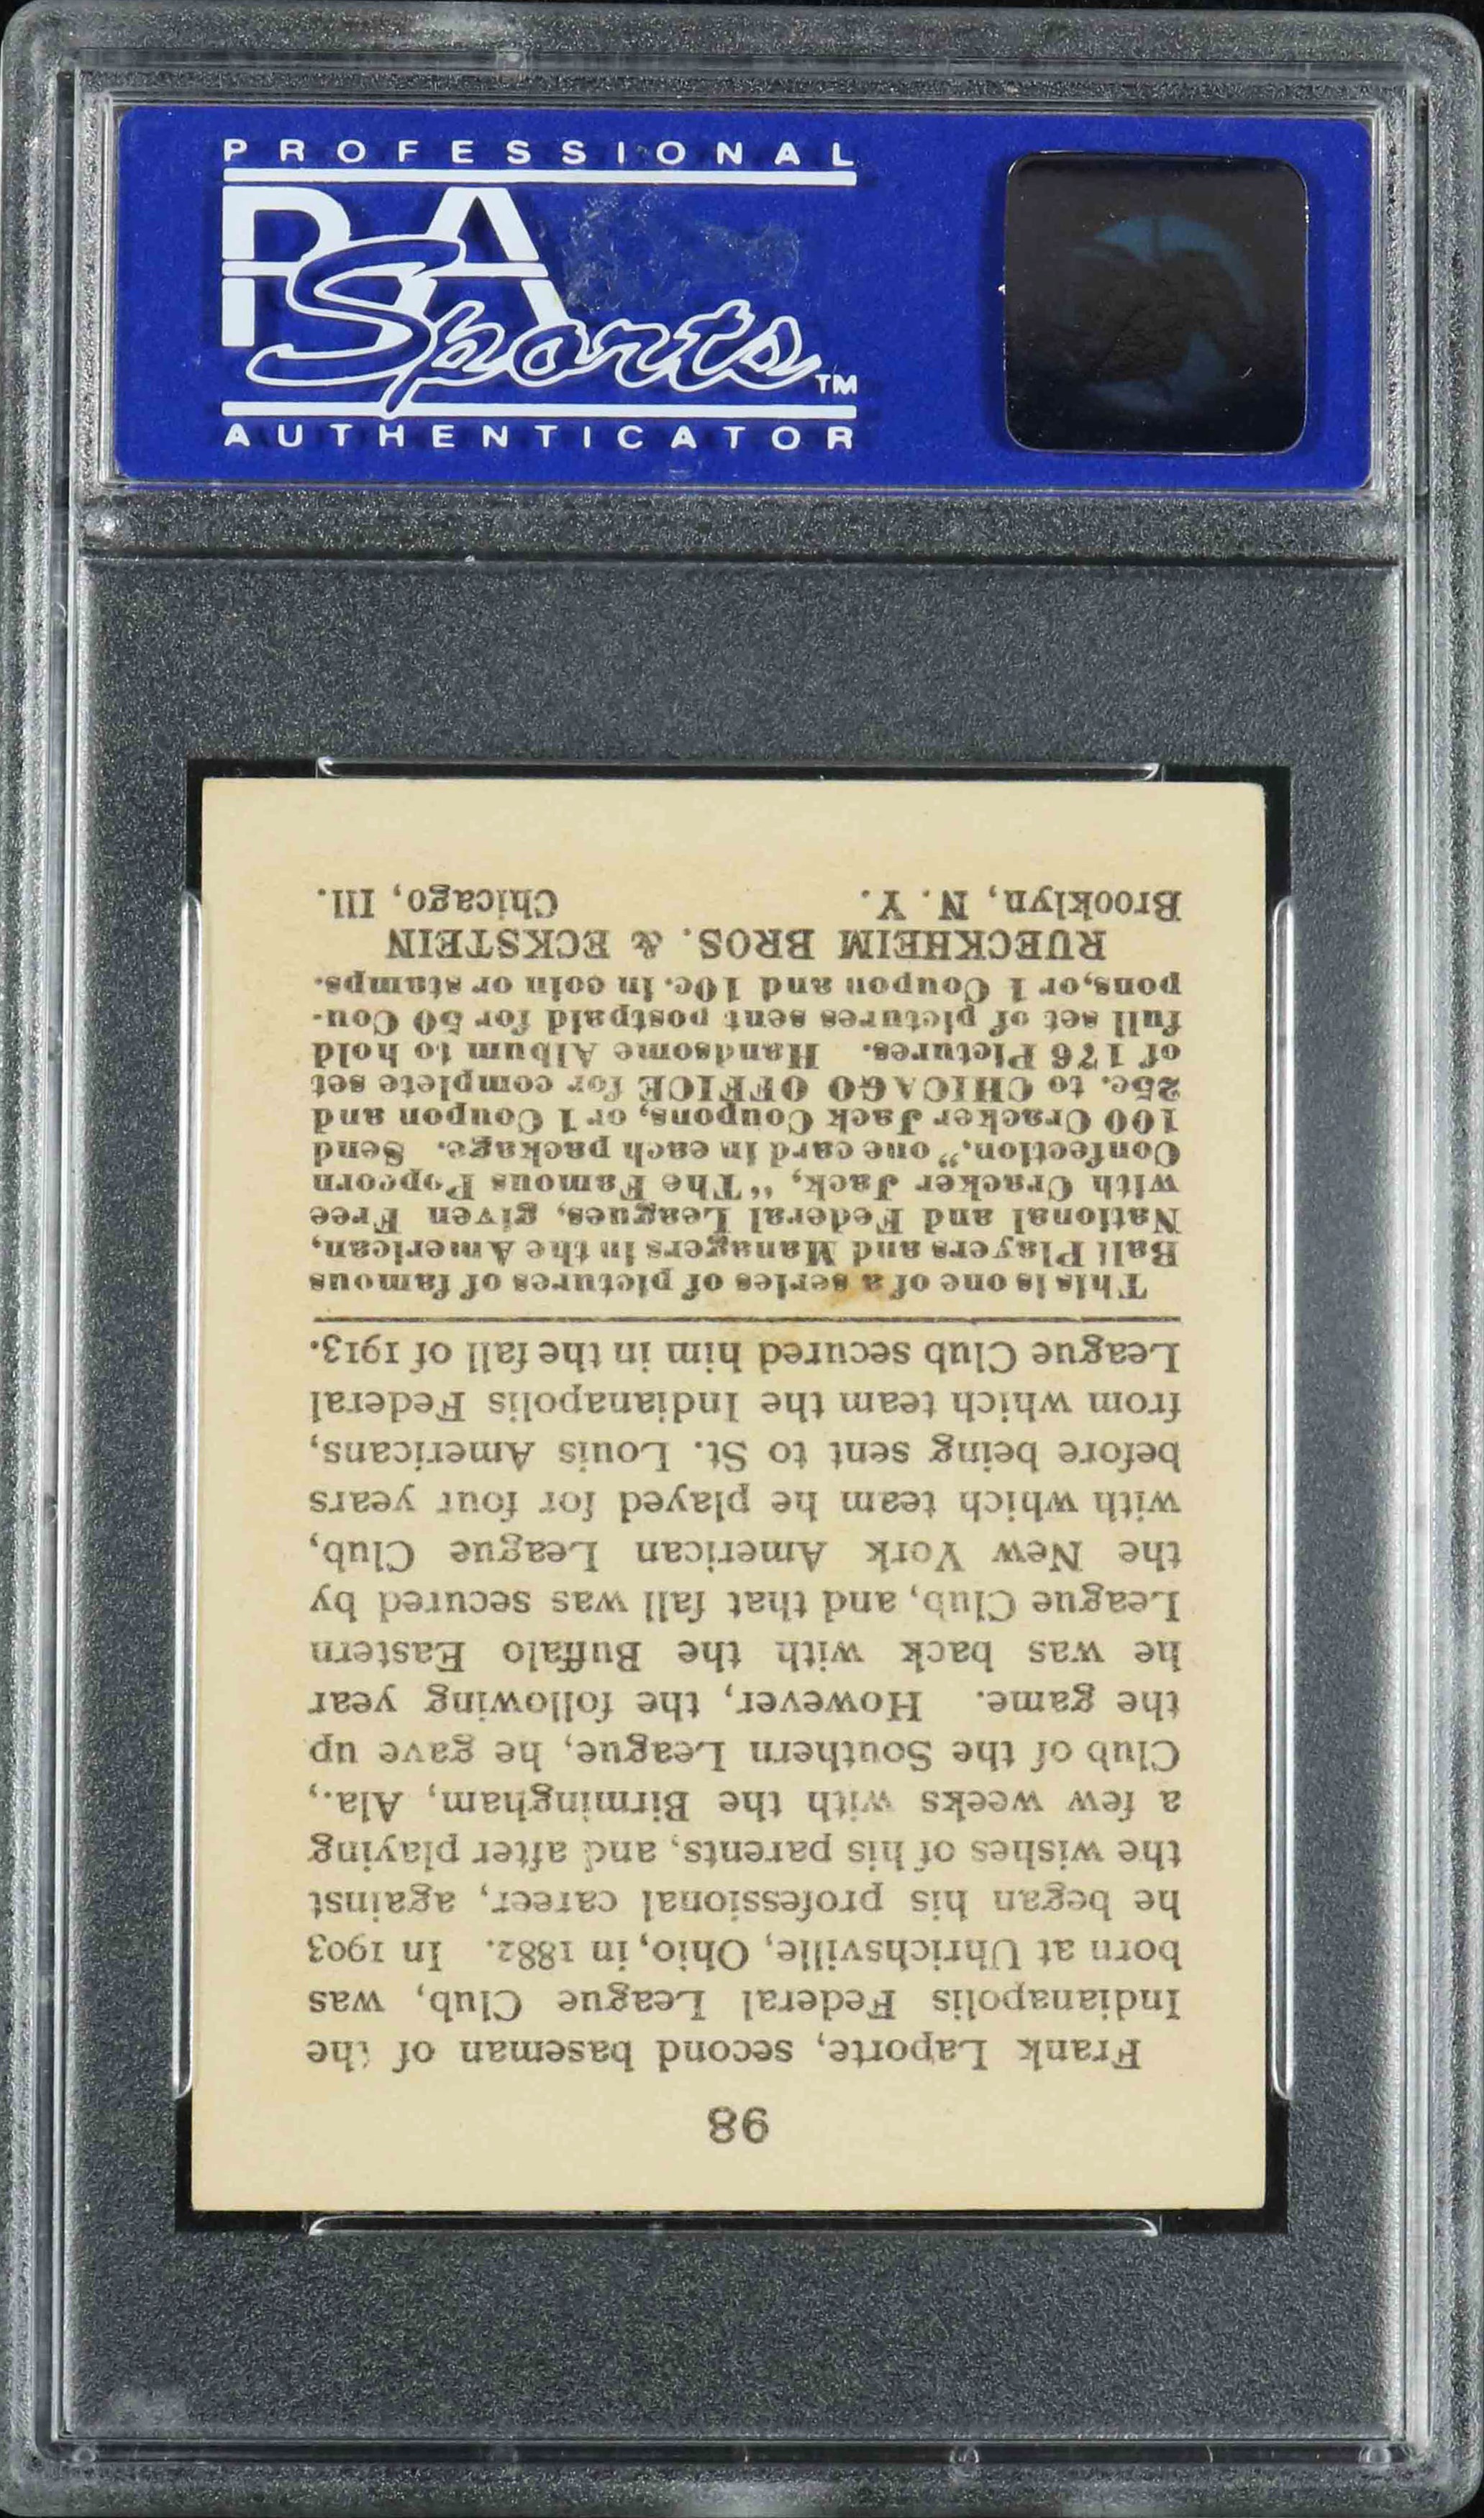 PROFESSIONAL
PA
Sports™
AUTHENTICATOR
98
Frank Laporte, second baseman of the
Indianapolis Federal League Club, was
born at Uhrichsville, Ohio, in 1882. In 1903
he began his professional career, against
the wishes of his parents, and after playing
a few weeks with the Birmingham, Ala.,
Club of the Southern League, he gave up
the game. However, the following year
he was back with the Buffalo Eastern
League Club, and that fall was secured by
the New York American League Club,
with which team he played for four years
before being sent to St. Louis Americans,
from which team the Indianapolis Federal
League Club secured him in the fall of 1913.
This is one of a series of pictures of famous
Ball Players and Managers in the American,
National and Federal Leagues, given Free
with Cracker Jack, “The Famous Popcorn
Confection,” one card in each package. Send
100 Cracker Jack Coupons, or 1 Coupon and
25c. to CHICAGO OFFICE for complete set
of 176 Pictures. Handsome Album to hold
full set of pictures sent postpaid for 50 Cou-
pons, or 1 Coupon and 10c. in coin or stamps.
RUECKHEIM BROS. & ECKSTEIN
Brooklyn, N. Y. Chicago, Ill.